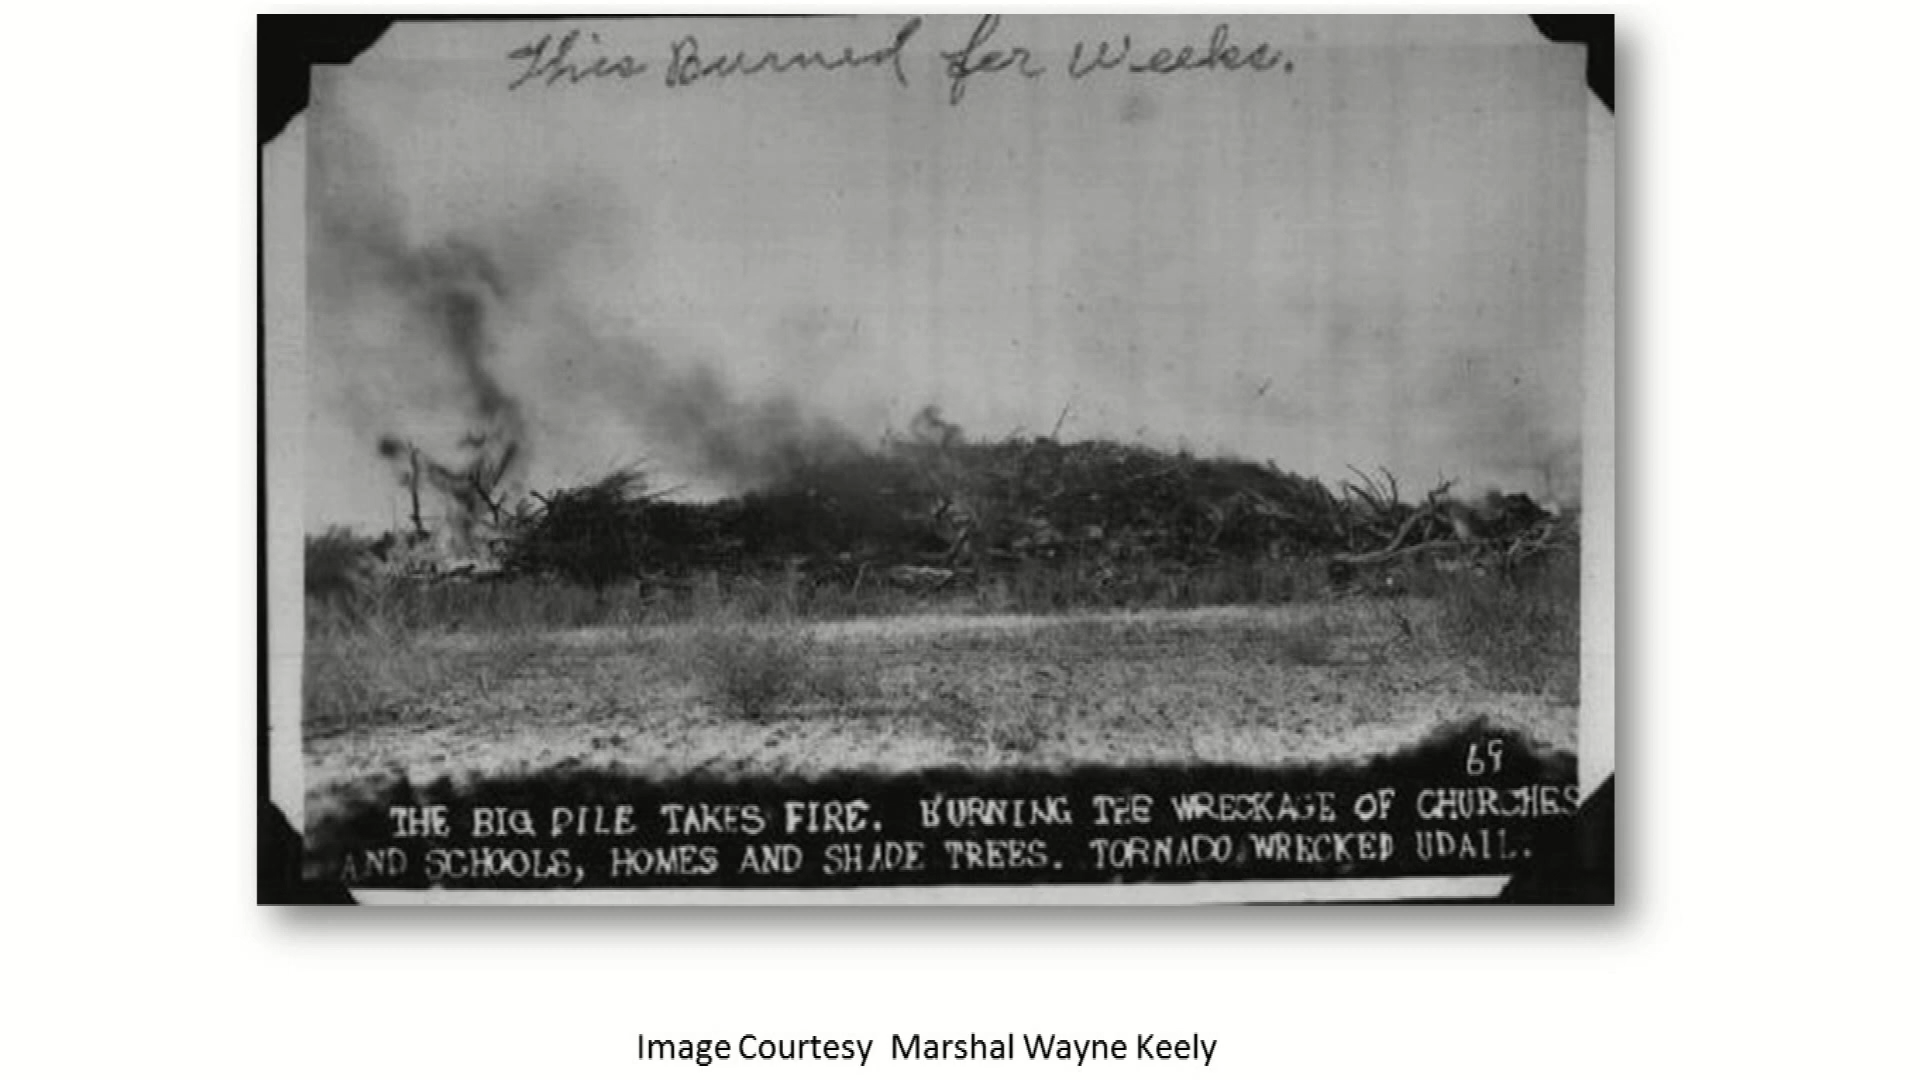 This Burned for Weeks.
69
THE BIG PILE TAKES FIRE. BURNING THE WRECKAGE OF CHURCHES
AND SCHOOLS, HOMES AND SHADE TREES. TORNADO WRECKED UDALL.
Image Courtesy Marshal Wayne Keely